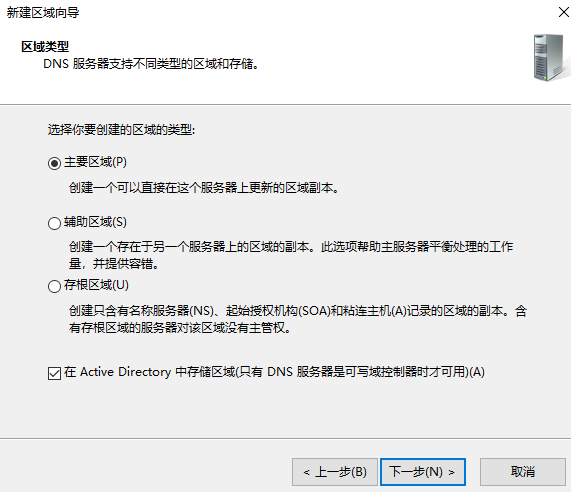 新建区域向导
区域类型
DNS 服务器支持不同类型的区域和存储。
选择你要创建的区域的类型:
主要区域(P)
创建一个可以直接在这个服务器上更新的区域副本。
辅助区域(S)
创建一个存在于另一个服务器上的区域的副本。此选项帮助主服务器平衡处理的工作
量，并提供容错。
存根区域(U)
创建只含有名称服务器(NS)、起始授权机构(SOA)和粘连主机(A)记录的区域的副本。含
有存根区域的服务器对该区域没有主管权。
在 Active Directory 中存储区域(只有 DNS 服务器是可写域控制器时才可用)(A)
< 上一步(B) 下一步(N) > 取消